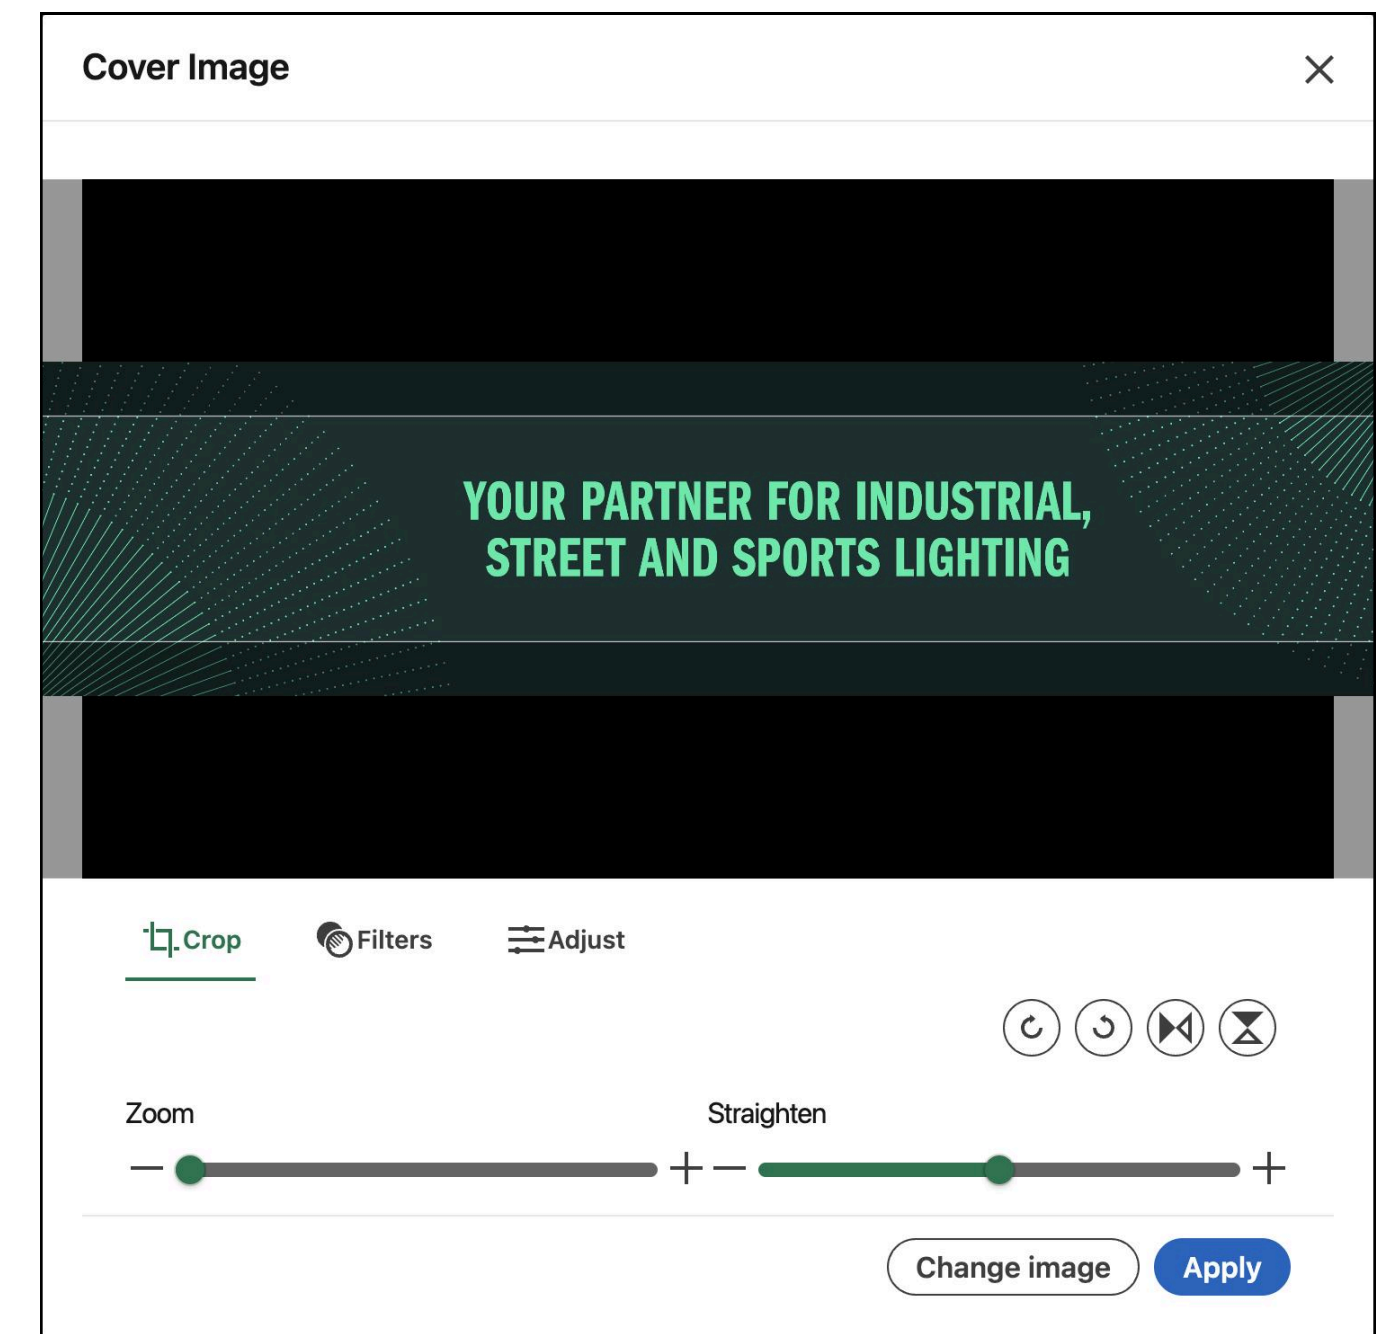 Cover Image
YOUR PARTNER FOR INDUSTRIAL,
STREET AND SPORTS LIGHTING
Crop Filters Adjust
Zoom Straighten
Change image Apply